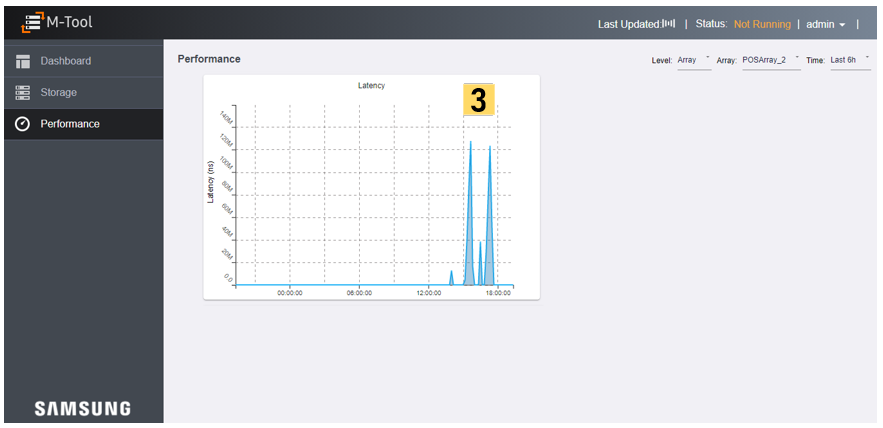 M-Tool
Last Updated: | Status: Not Running | admin |
Dashboard
Storage
Performance
Performance
Level: Array Array: POSArray_2 Time: Last 6h
Latency
3
Latency (ns)
140M
120M
100M
80M
60M
40M
20M
0.0
00:00:00 06:00:00 12:00:00 18:00:00
SAMSUNG